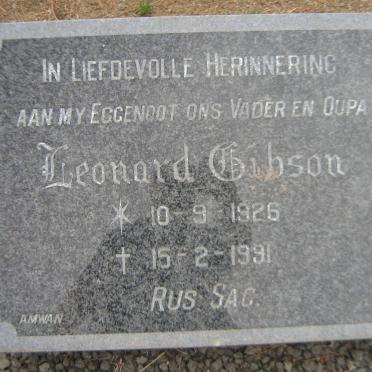 IN LIEFDEVOLLE HERINNERING
AAN MY EGGENOOT ONS VADER EN OUPA
Leonard Gibson
* 10-9-1926
† 15-2-1991
RUS SAG.
AMWAN